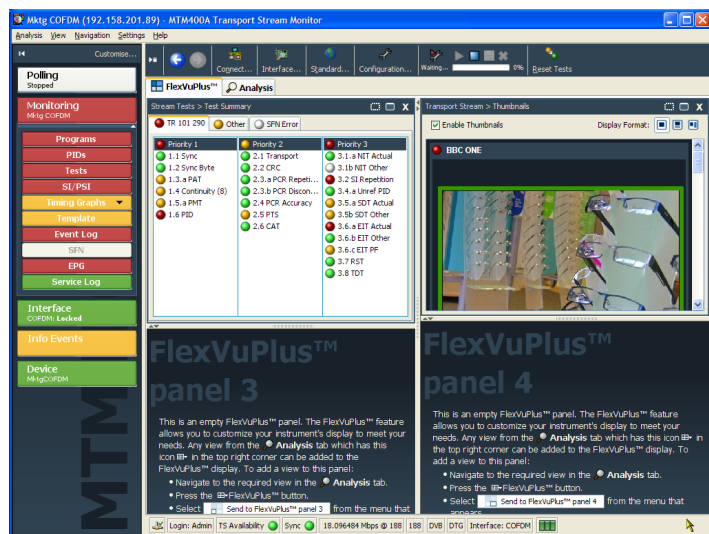 Mktg COFDM (192.158.201.89) - MTM400A Transport Stream Monitor
Analysis View Navigation Settings Help
Customise...
Polling
Stopped
Monitoring
Mktg COFDM
Programs
PIDs
Tests
SI/PSI
Timing Graphs
Template
Event Log
SFN
EPG
Service Log
Interface
COFDM: Locked
Info Events
Device
MktgCOFDM
MTM
Connect... Interface... Standard... Configuration... Waiting... 0% Reset Tests
FlexVuPlus™ Analysis
Stream Tests > Test Summary
TR 101 290 Other SFN Error
Priority 1
1.1 Sync
1.2 Sync Byte
1.3.a PAT
1.4 Continuity (8)
1.5.a PMT
1.6 PID
Priority 2
2.1 Transport
2.2 CRC
2.3.a PCR Repeti...
2.3.b PCR Discon...
2.4 PCR Accuracy
2.5 PTS
2.6 CAT
Priority 3
3.1.a NIT Actual
3.1.b NIT Other
3.2 SI Repetition
3.4.a Unref PID
3.5.a SDT Actual
3.5b SDT Other
3.6.a EIT Actual
3.6.b EIT Other
3.6.c EIT PF
3.7 RST
3.8 TDT
Transport Stream > Thumbnails
Enable Thumbnails Display Format:
BBC ONE
FlexVuPlus™
panel 3
This is an empty FlexVuPlus™ panel. The FlexVuPlus™ feature
allows you to customize your instrument's display to meet your
needs. Any view from the Analysis tab which has this
icon in the top right corner can be added to the
FlexVuPlus™ display. To add a view to this panel:
• Navigate to the required view in the Analysis tab.
• Press the FlexVuPlus™ button.
• Select Send to FlexVuPlus™ panel 3 from the menu that
FlexVuPlus™
panel 4
This is an empty FlexVuPlus™ panel. The FlexVuPlus™ feature
allows you to customize your instrument's display to meet your
needs. Any view from the Analysis tab which has this icon
in the top right corner can be added to the FlexVuPlus™ display. To
add a view to this panel:
• Navigate to the required view in the Analysis tab.
• Press the FlexVuPlus™ button.
• Select Send to FlexVuPlus™ panel 4 from the menu that
appears.
Login: Admin TS Availability Sync 18.096484 Mbps @ 188 188 DVB DTG Interface: COFDM